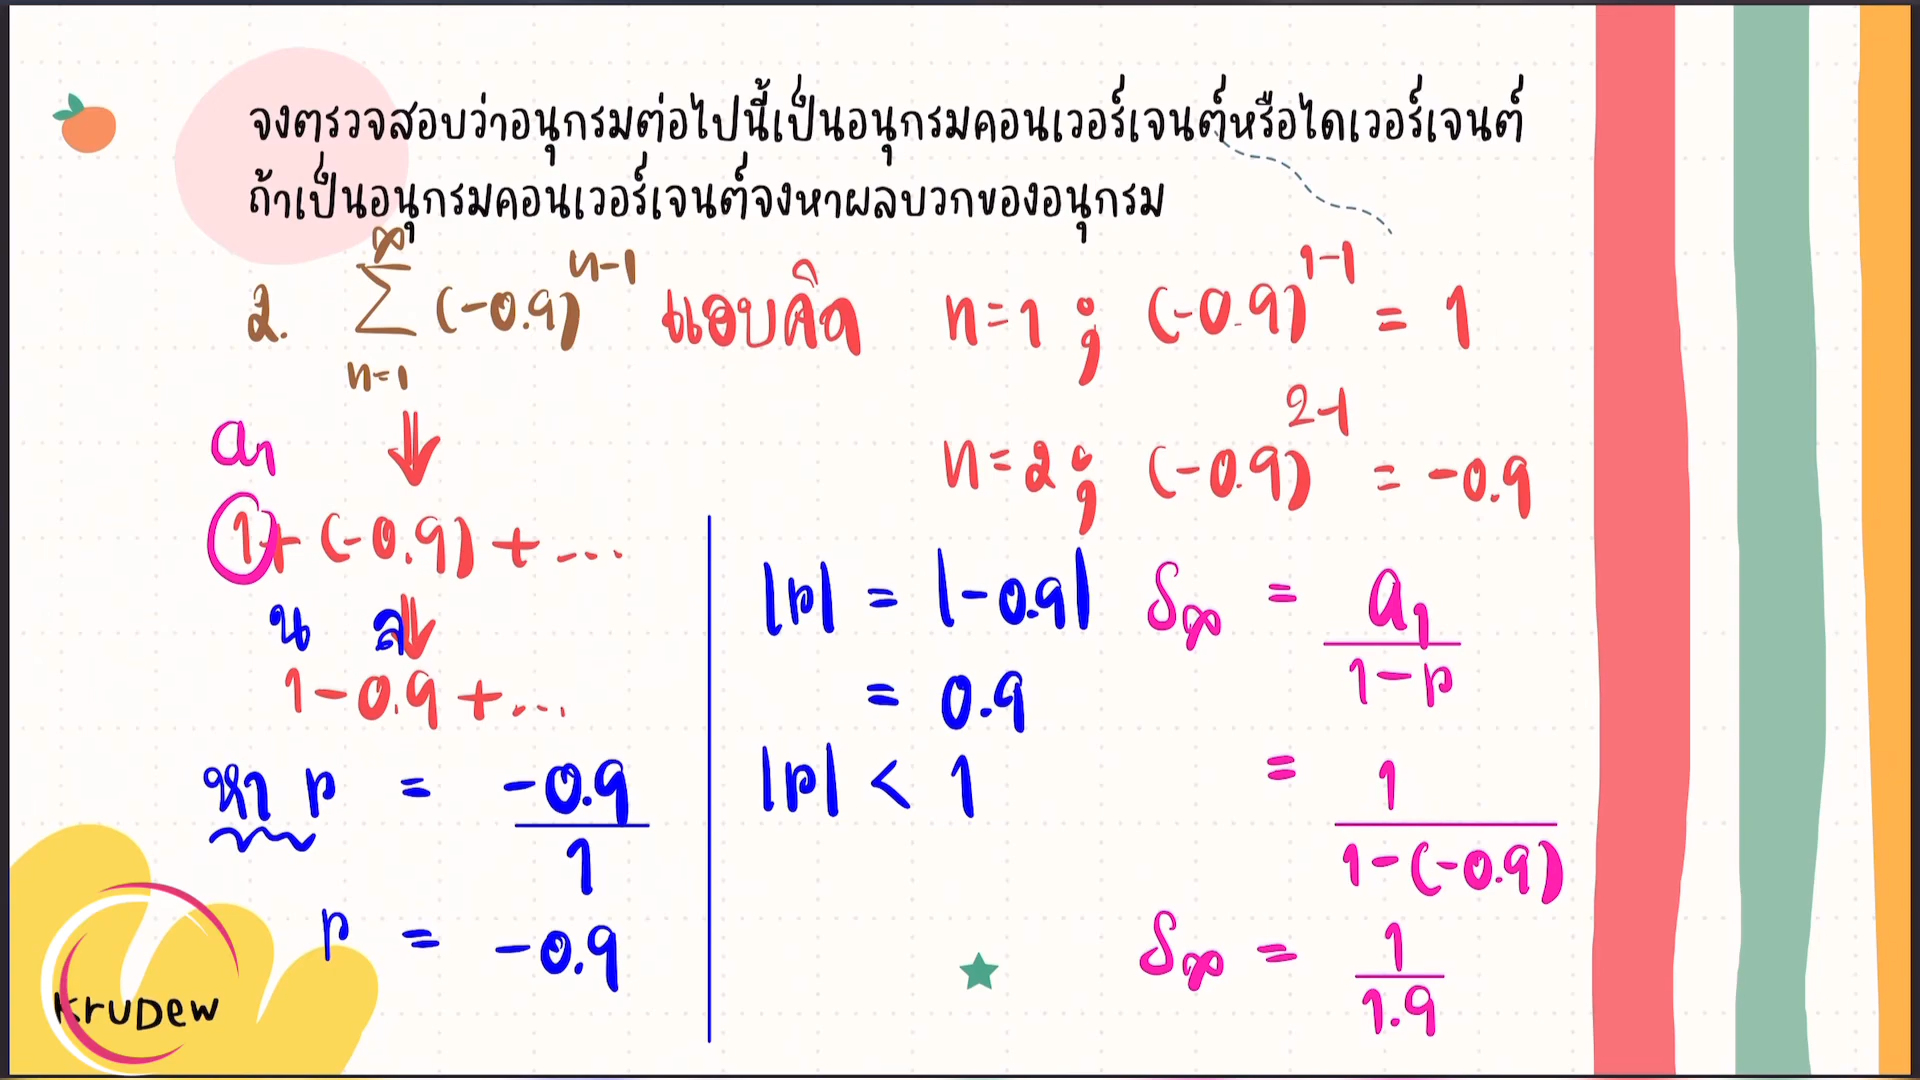 จงตรวจสอบว่าอนุกรมต่อไปนี้เป็นอนุกรมคอนเวอร์เจนต์หรือไดเวอร์เจนต์
ถ้าเป็นอนุกรมคอนเวอร์เจนต์จงหาผลบวกของอนุกรม
2. ∞ ∑ n=1 (-0.9)^{n-1} แนวคิด n=1 ; (-0.9)^{1-1} = 1
n=2 ; (-0.9)^{2-1} = -0.9
a₁
1+(-0.9)+...
น ล
1-0.9+...
หา r = -0.9/1
r = -0.9
|r| = |-0.9|
= 0.9
|r| < 1
S∞ = a₁/(1-r)
= 1/(1-(-0.9))
S∞ = 1/1.9
KruDew